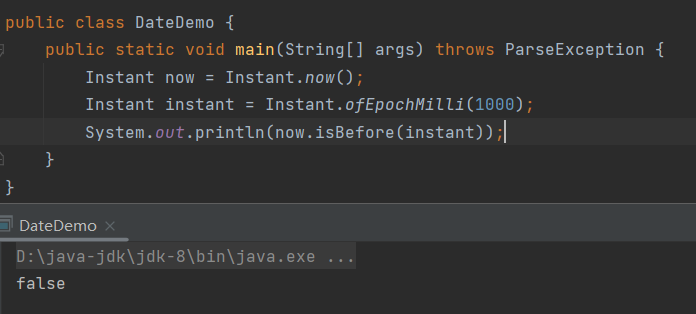 public class DateDemo {
public static void main(String[] args) throws ParseException {
Instant now = Instant.now();
Instant instant = Instant.ofEpochMilli(1000);
System.out.println(now.isBefore(instant));
}
}
DateDemo ×
D:\java-jdk\jdk-8\bin\java.exe ...
false